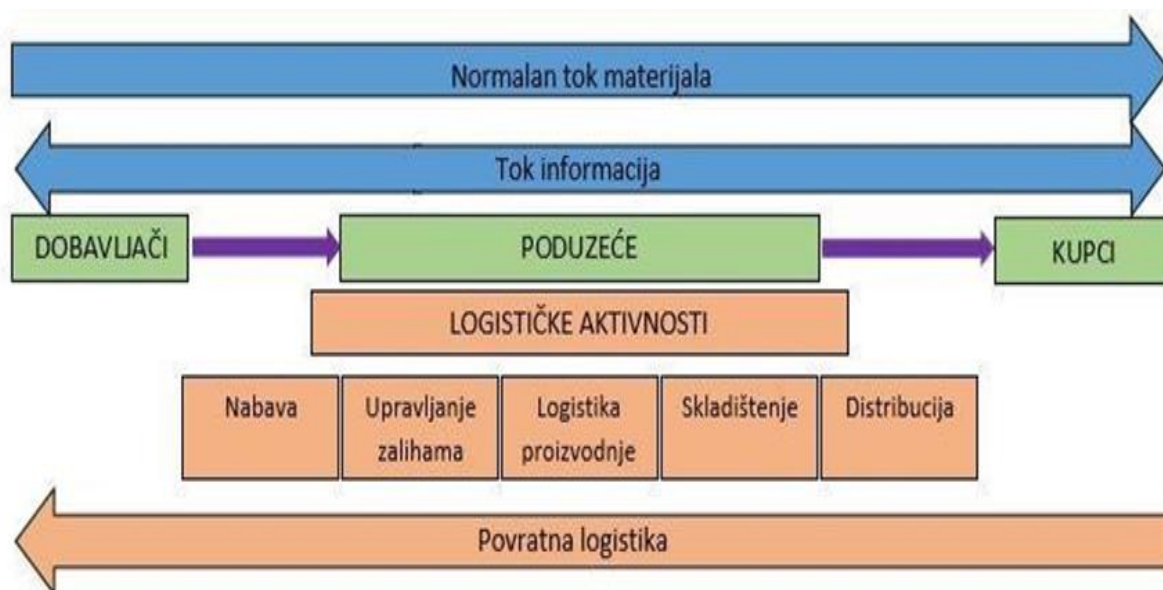 Normalan tok materijala
Tok informacija
DOBAVLJAČI
PODUZEĆE
KUPCI
LOGISTIČKE AKTIVNOSTI
Nabava
Upravljanje
zalihama
Logistika
proizvodnje
Skladištenje
Distribucija
Povratna logistika